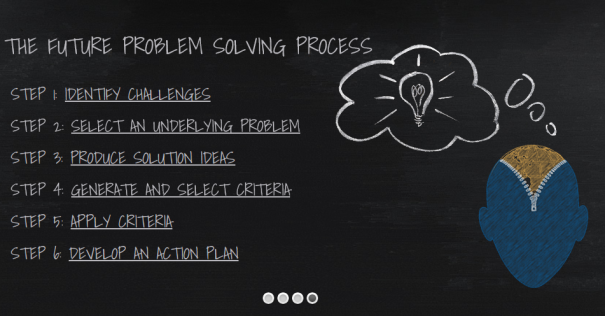 THE FUTURE PROBLEM SOLVING PROCESS
STEP 1: IDENTIFY CHALLENGES
STEP 2: SELECT AN UNDERLYING PROBLEM
STEP 3: PRODUCE SOLUTION IDEAS
STEP 4: GENERATE AND SELECT CRITERIA
STEP 5: APPLY CRITERIA
STEP 6: DEVELOP AN ACTION PLAN